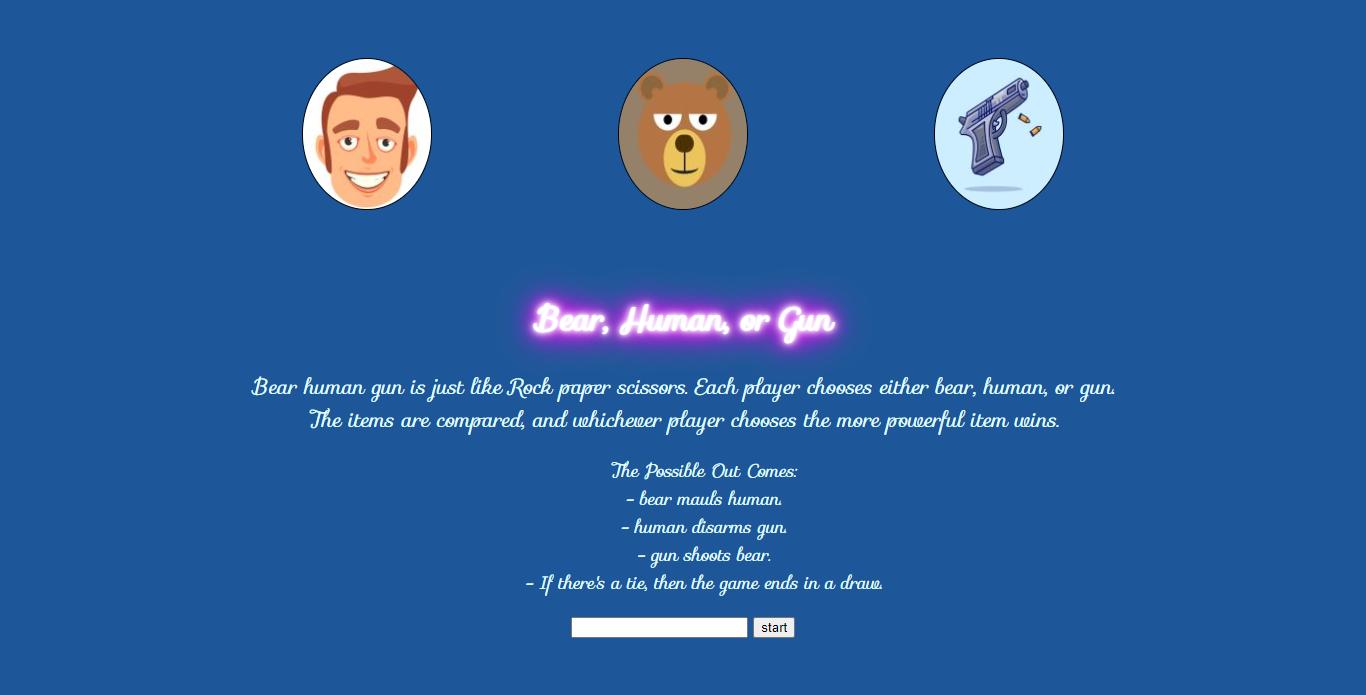 Bear, Human, or Gun
Bear human gun is just like Rock paper scissors. Each player chooses either bear, human, or gun.
The items are compared, and whichever player chooses the more powerful item wins.
The Possible Out Comes:
- bear mauls human.
- human disarms gun.
- gun shoots bear.
- If there's a tie, then the game ends in a draw.
start